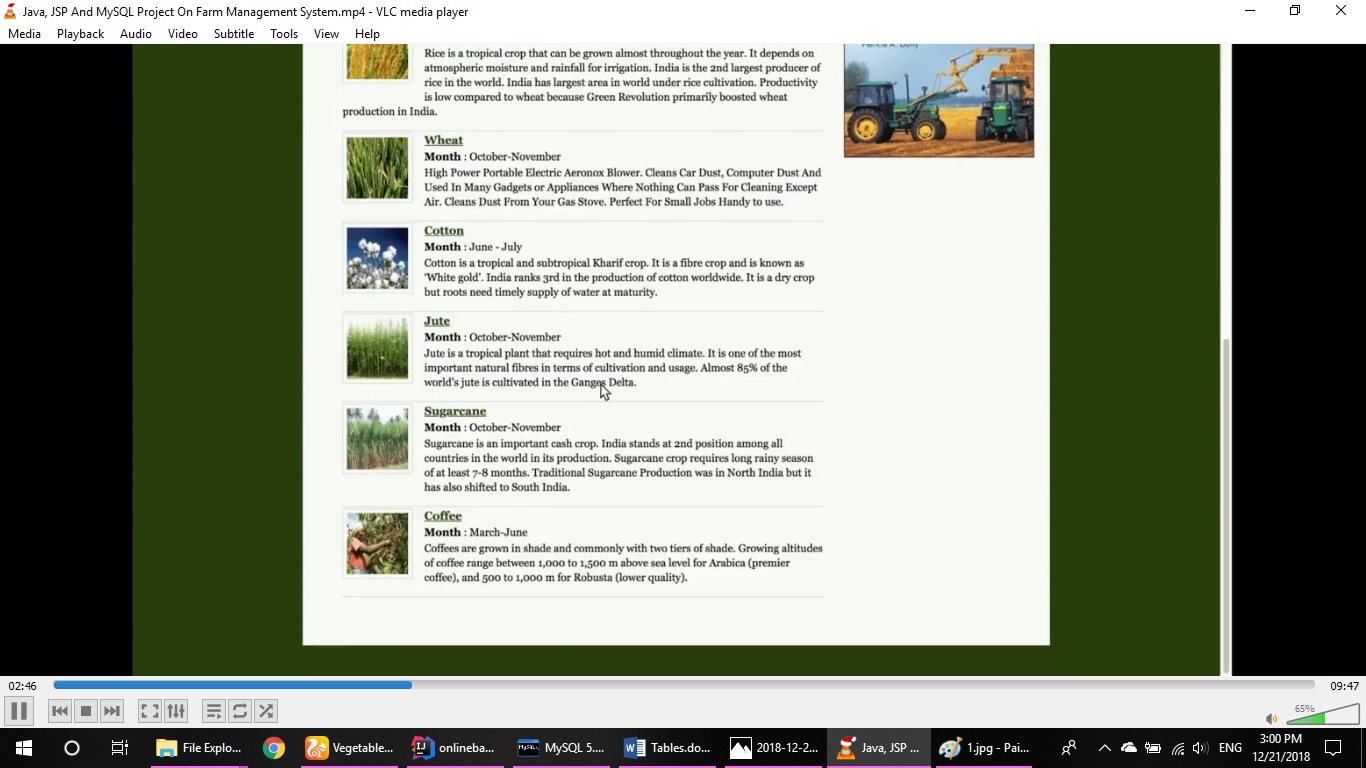 Java, JSP And MySQL Project On Farm Management System.mp4 - VLC media player
Media Playback Audio Video Subtitle Tools View Help
Rice is a tropical crop that can be grown almost throughout the year. It depends on
atmospheric moisture and rainfall for irrigation. India is the 2nd largest producer of
rice in the world. India has largest area in world under rice cultivation. Productivity
is low compared to wheat because Green Revolution primarily boosted wheat
production in India.
Wheat
Month : October-November
High Power Portable Electric Aeronox Blower. Cleans Car Dust, Computer Dust And
Used In Many Gadgets or Appliances Where Nothing Can Pass For Cleaning Except
Air. Cleans Dust From Your Gas Stove. Perfect For Small Jobs Handy to use.
Cotton
Month : June - July
Cotton is a tropical and subtropical Kharif crop. It is a fibre crop and is known as
'White gold'. India ranks 3rd in the production of cotton worldwide. It is a dry crop
but roots need timely supply of water at maturity.
Jute
Month : October-November
Jute is a tropical plant that requires hot and humid climate. It is one of the most
important natural fibres in terms of cultivation and usage. Almost 85% of the
world's jute is cultivated in the Ganges Delta.
Sugarcane
Month : October-November
Sugarcane is an important cash crop. India stands at 2nd position among all
countries in the world in its production. Sugarcane crop requires long rainy season
of at least 7-8 months. Traditional Sugarcane Production was in North India but it
has also shifted to South India.
Coffee
Month : March-June
Coffees are grown in shade and commonly with two tiers of shade. Growing altitudes
of coffee range between 1,000 to 1,500 m above sea level for Arabica (premier
coffee), and 500 to 1,000 m for Robusta (lower quality).
02:46 09:47
65%
File Explo... Vegetable... onlineba... MySQL 5.... Tables.do... 2018-12-2... Java, JSP ... 1.jpg - Pai... ENG 3:00 PM
12/21/2018